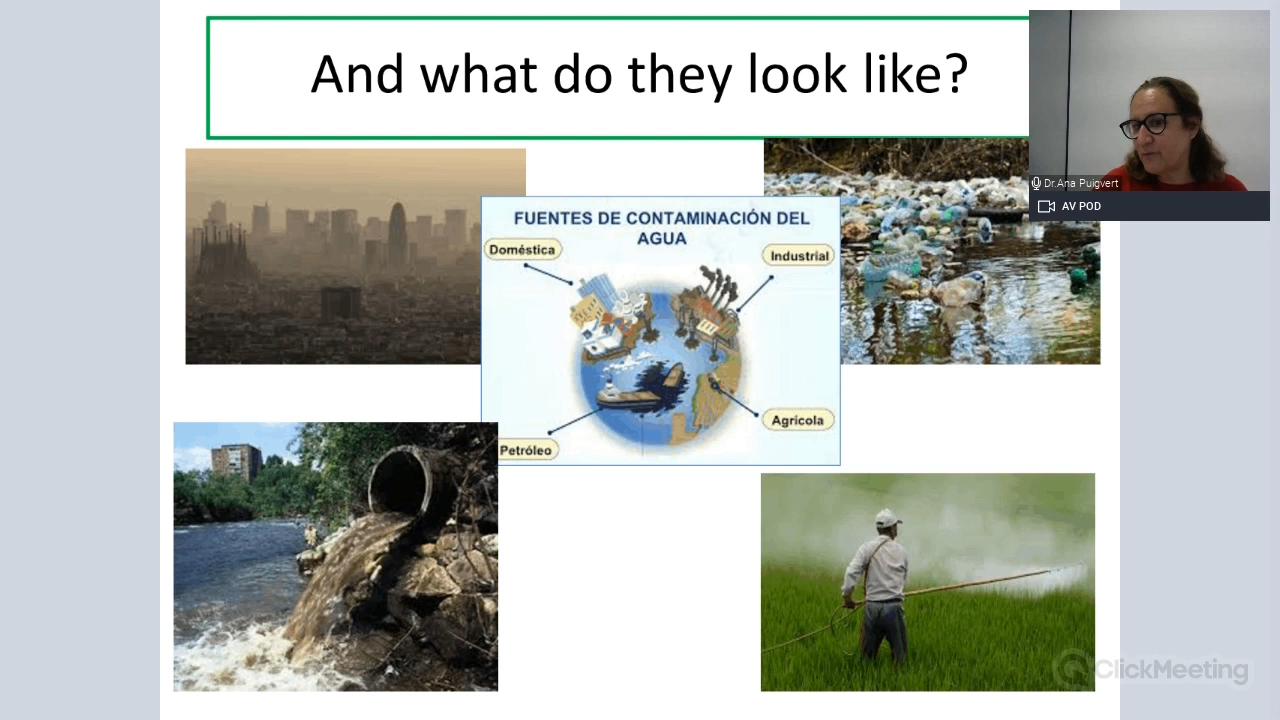 And what do they look like?
Dr.Ana Puigvert
AV POD
FUENTES DE CONTAMINACIÓN DEL
AGUA
Doméstica
Industrial
Agrícola
Petróleo
ClickMeeting